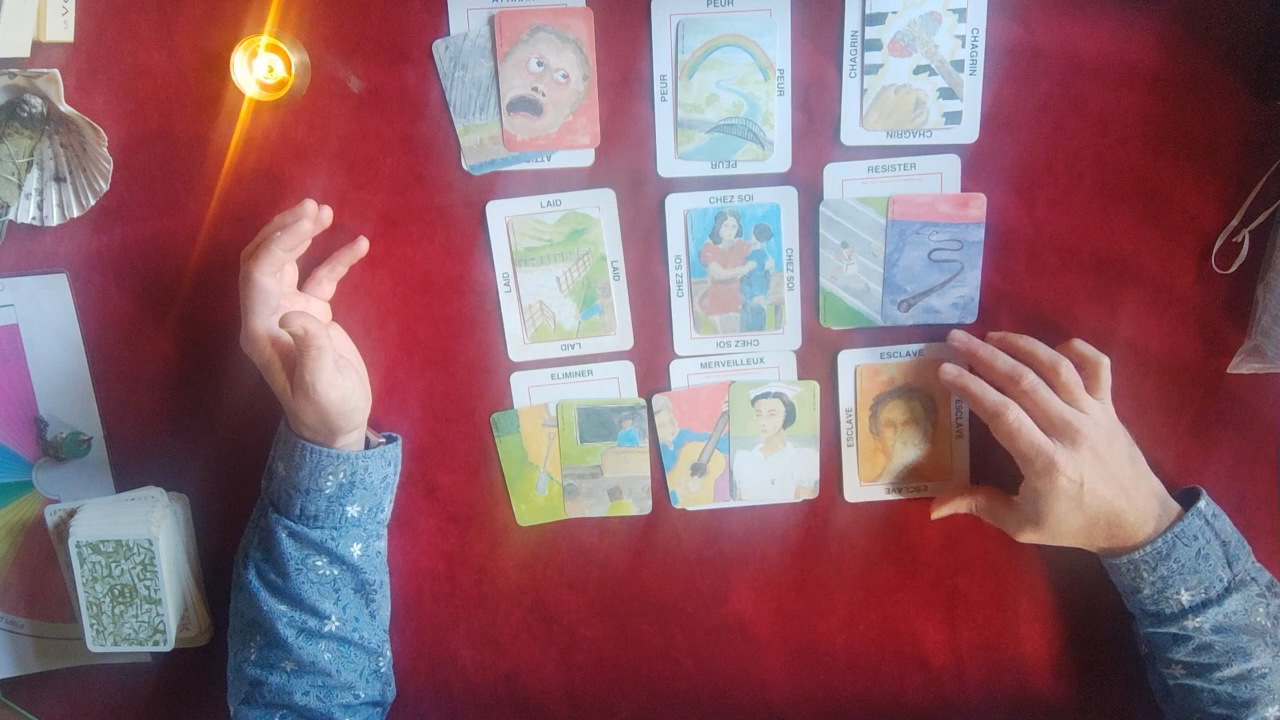 PEUR
PEUR
PEUR
PEUR
CHAGRIN
CHAGRIN
CHAGRIN
LAID
LAID
LAID
LAID
CHEZ SOI
CHEZ SOI
CHEZ SOI
CHEZ SOI
RESISTER
ELIMINER
MERVEILLEUX
ESCLAVE
ESCLAVE
ESCLAVE
ESCLAVE